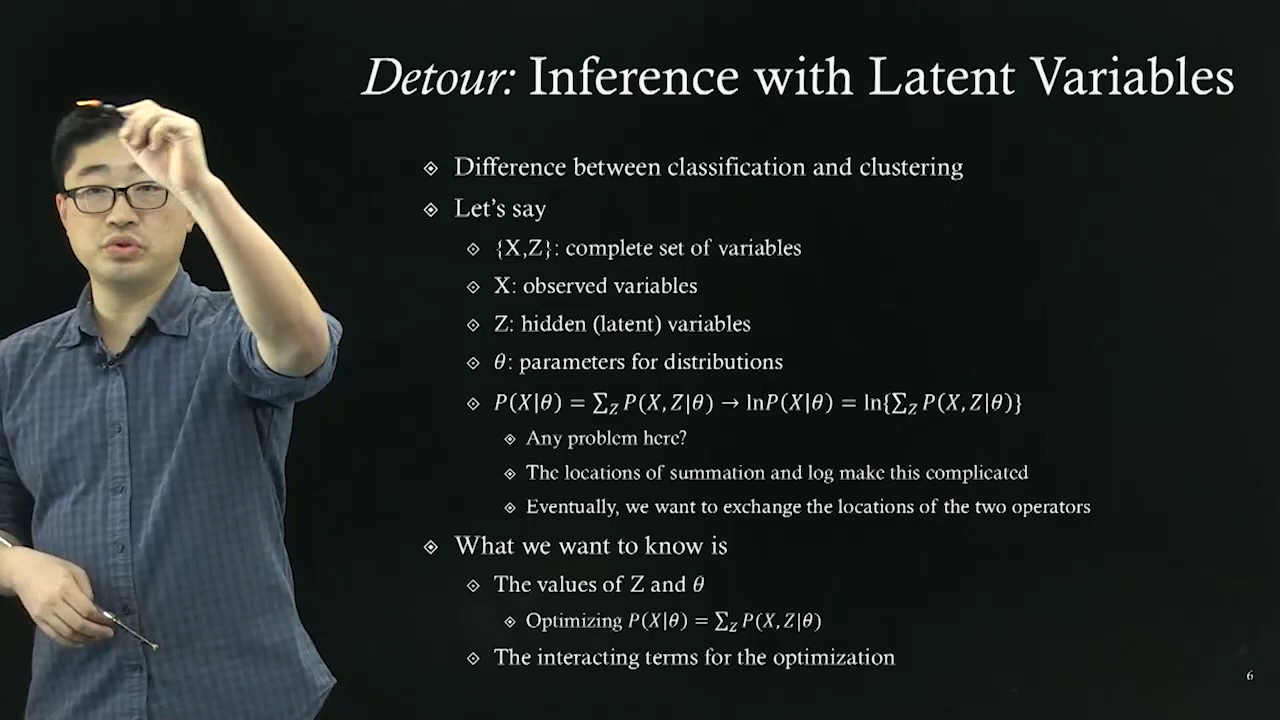 Detour: Inference with Latent Variables
Difference between classification and clustering
Let's say
{X,Z}: complete set of variables
X: observed variables
Z: hidden (latent) variables
θ: parameters for distributions
P(X|θ) = ∑_Z P(X, Z|θ) → lnP(X|θ) = ln{∑_Z P(X, Z|θ)}
Any problem here?
The locations of summation and log make this complicated
Eventually, we want to exchange the locations of the two operators
What we want to know is
The values of Z and θ
Optimizing P(X|θ) = ∑_Z P(X, Z|θ)
The interacting terms for the optimization
6